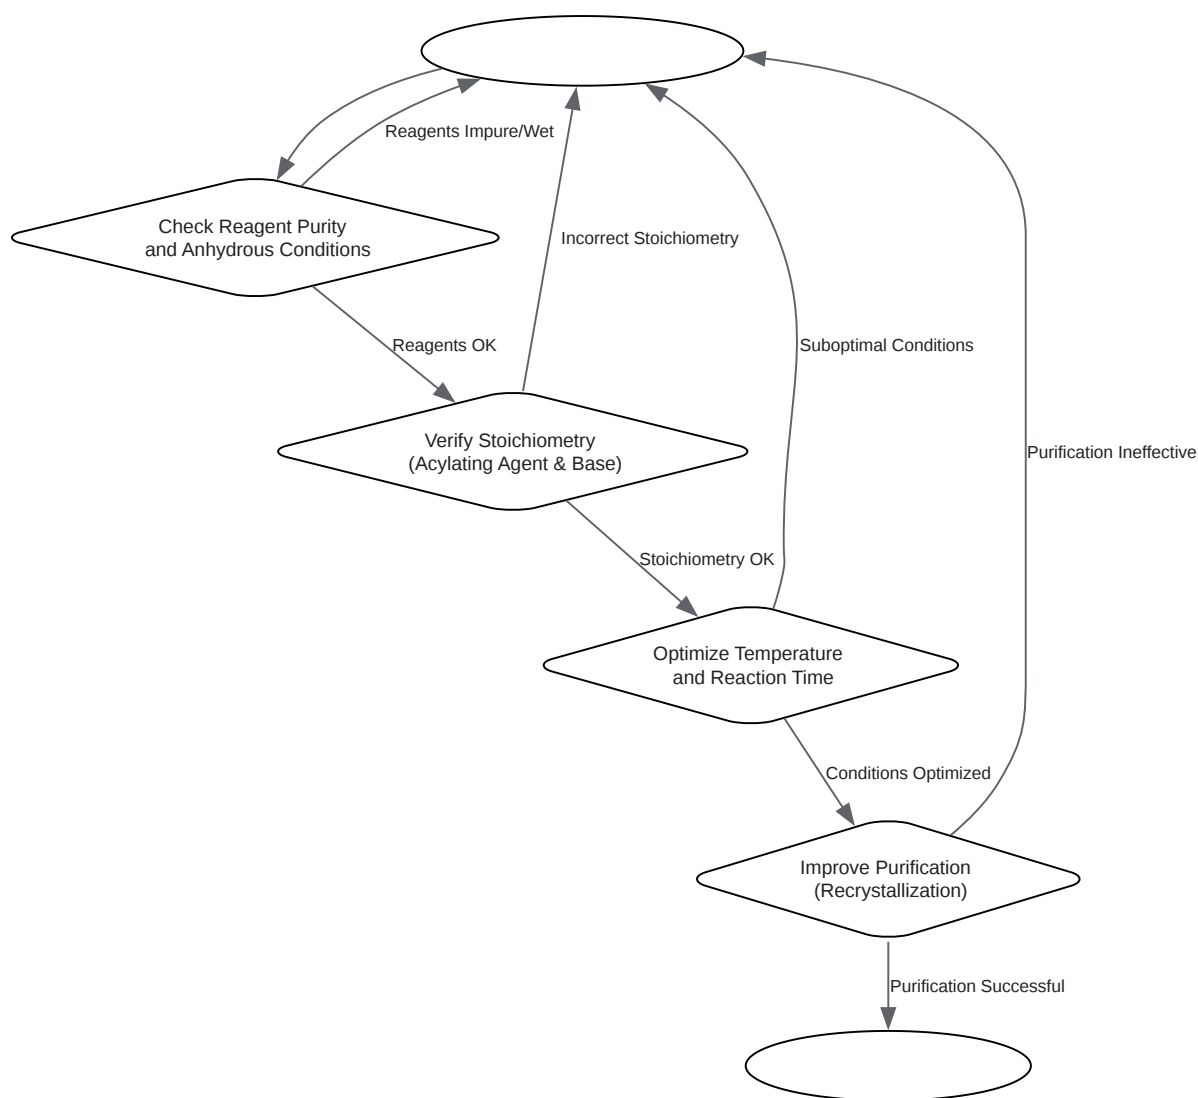 Reagents Impure/Wet
Check Reagent Purity
and Anhydrous Conditions
Incorrect Stoichiometry
Reagents OK
Suboptimal Conditions
Verify Stoichiometry
(Acylating Agent & Base)
Purification Ineffective
Stoichiometry OK
Optimize Temperature
and Reaction Time
Conditions Optimized
Improve Purification
(Recrystallization)
Purification Successful